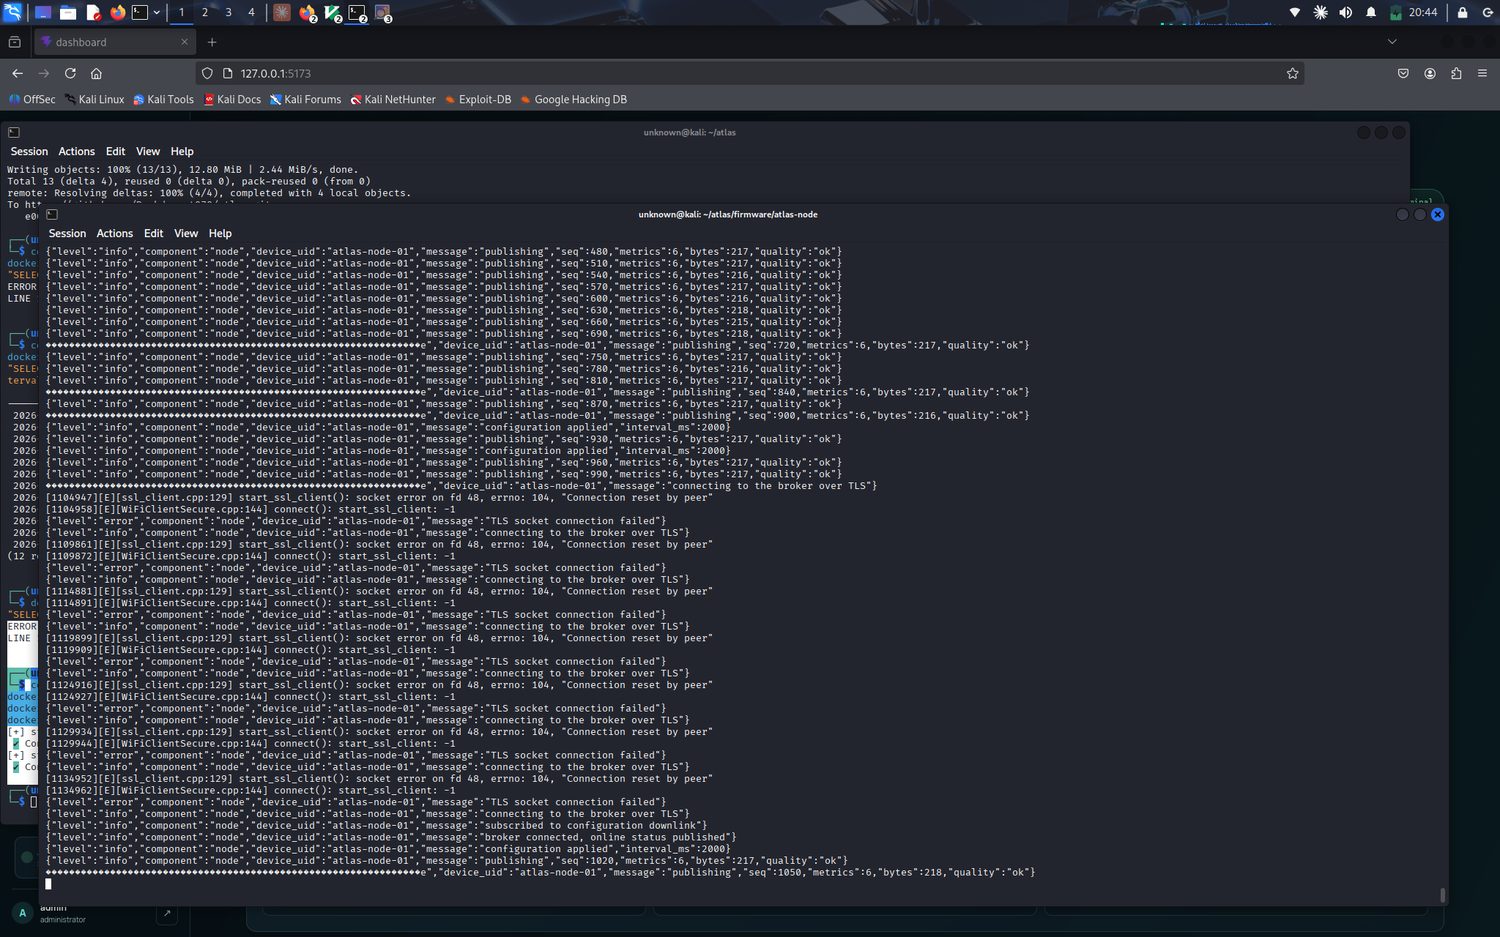 1 2 3 4 2 2 2 3 20:44
dashboard
127.0.0.1:5173
OffSec Kali Linux Kali Tools Kali Docs Kali Forums Kali NetHunter Exploit-DB Google Hacking DB
unknown@kali: ~/atlas
Session Actions Edit View Help
Writing objects: 100% (13/13), 12.80 MiB | 2.44 MiB/s, done.
Total 13 (delta 4), reused 0 (delta 0), pack-reused 0 (from 0)
remote: Resolving deltas: 100% (4/4), completed with 4 local objects.
unknown@kali: ~/atlas/firmware/atlas-node
Session Actions Edit View Help
{"level":"info","component":"node","device_uid":"atlas-node-01","message":"publishing","seq":480,"metrics":6,"bytes":217,"quality":"ok"}
{"level":"info","component":"node","device_uid":"atlas-node-01","message":"publishing","seq":510,"metrics":6,"bytes":217,"quality":"ok"}
{"level":"info","component":"node","device_uid":"atlas-node-01","message":"publishing","seq":540,"metrics":6,"bytes":216,"quality":"ok"}
{"level":"info","component":"node","device_uid":"atlas-node-01","message":"publishing","seq":570,"metrics":6,"bytes":217,"quality":"ok"}
{"level":"info","component":"node","device_uid":"atlas-node-01","message":"publishing","seq":600,"metrics":6,"bytes":216,"quality":"ok"}
{"level":"info","component":"node","device_uid":"atlas-node-01","message":"publishing","seq":630,"metrics":6,"bytes":218,"quality":"ok"}
{"level":"info","component":"node","device_uid":"atlas-node-01","message":"publishing","seq":660,"metrics":6,"bytes":215,"quality":"ok"}
{"level":"info","component":"node","device_uid":"atlas-node-01","message":"publishing","seq":690,"metrics":6,"bytes":218,"quality":"ok"}
e","device_uid":"atlas-node-01","message":"publishing","seq":720,"metrics":6,"bytes":217,"quality":"ok"}
{"level":"info","component":"node","device_uid":"atlas-node-01","message":"publishing","seq":750,"metrics":6,"bytes":217,"quality":"ok"}
{"level":"info","component":"node","device_uid":"atlas-node-01","message":"publishing","seq":780,"metrics":6,"bytes":216,"quality":"ok"}
{"level":"info","component":"node","device_uid":"atlas-node-01","message":"publishing","seq":810,"metrics":6,"bytes":217,"quality":"ok"}
e","device_uid":"atlas-node-01","message":"publishing","seq":840,"metrics":6,"bytes":217,"quality":"ok"}
{"level":"info","component":"node","device_uid":"atlas-node-01","message":"publishing","seq":870,"metrics":6,"bytes":217,"quality":"ok"}
e","device_uid":"atlas-node-01","message":"publishing","seq":900,"metrics":6,"bytes":216,"quality":"ok"}
{"level":"info","component":"node","device_uid":"atlas-node-01","message":"configuration applied","interval_ms":2000}
{"level":"info","component":"node","device_uid":"atlas-node-01","message":"publishing","seq":930,"metrics":6,"bytes":217,"quality":"ok"}
{"level":"info","component":"node","device_uid":"atlas-node-01","message":"configuration applied","interval_ms":2000}
{"level":"info","component":"node","device_uid":"atlas-node-01","message":"publishing","seq":960,"metrics":6,"bytes":217,"quality":"ok"}
{"level":"info","component":"node","device_uid":"atlas-node-01","message":"publishing","seq":990,"metrics":6,"bytes":217,"quality":"ok"}
e","device_uid":"atlas-node-01","message":"connecting to the broker over TLS"}
[1104947][E][ssl_client.cpp:129] start_ssl_client(): socket error on fd 48, errno: 104, "Connection reset by peer"
[1104958][E][WiFiClientSecure.cpp:144] connect(): start_ssl_client: -1
{"level":"error","component":"node","device_uid":"atlas-node-01","message":"TLS socket connection failed"}
{"level":"info","component":"node","device_uid":"atlas-node-01","message":"connecting to the broker over TLS"}
[1109861][E][ssl_client.cpp:129] start_ssl_client(): socket error on fd 48, errno: 104, "Connection reset by peer"
[1109872][E][WiFiClientSecure.cpp:144] connect(): start_ssl_client: -1
{"level":"error","component":"node","device_uid":"atlas-node-01","message":"TLS socket connection failed"}
{"level":"info","component":"node","device_uid":"atlas-node-01","message":"connecting to the broker over TLS"}
[1114881][E][ssl_client.cpp:129] start_ssl_client(): socket error on fd 48, errno: 104, "Connection reset by peer"
[1114891][E][WiFiClientSecure.cpp:144] connect(): start_ssl_client: -1
{"level":"error","component":"node","device_uid":"atlas-node-01","message":"TLS socket connection failed"}
{"level":"info","component":"node","device_uid":"atlas-node-01","message":"connecting to the broker over TLS"}
[1119899][E][ssl_client.cpp:129] start_ssl_client(): socket error on fd 48, errno: 104, "Connection reset by peer"
[1119909][E][WiFiClientSecure.cpp:144] connect(): start_ssl_client: -1
{"level":"error","component":"node","device_uid":"atlas-node-01","message":"TLS socket connection failed"}
{"level":"info","component":"node","device_uid":"atlas-node-01","message":"connecting to the broker over TLS"}
[1124916][E][ssl_client.cpp:129] start_ssl_client(): socket error on fd 48, errno: 104, "Connection reset by peer"
[1124927][E][WiFiClientSecure.cpp:144] connect(): start_ssl_client: -1
{"level":"error","component":"node","device_uid":"atlas-node-01","message":"TLS socket connection failed"}
{"level":"info","component":"node","device_uid":"atlas-node-01","message":"connecting to the broker over TLS"}
[1129934][E][ssl_client.cpp:129] start_ssl_client(): socket error on fd 48, errno: 104, "Connection reset by peer"
[1129944][E][WiFiClientSecure.cpp:144] connect(): start_ssl_client: -1
{"level":"error","component":"node","device_uid":"atlas-node-01","message":"TLS socket connection failed"}
{"level":"info","component":"node","device_uid":"atlas-node-01","message":"connecting to the broker over TLS"}
[1134952][E][ssl_client.cpp:129] start_ssl_client(): socket error on fd 48, errno: 104, "Connection reset by peer"
[1134962][E][WiFiClientSecure.cpp:144] connect(): start_ssl_client: -1
{"level":"error","component":"node","device_uid":"atlas-node-01","message":"TLS socket connection failed"}
{"level":"info","component":"node","device_uid":"atlas-node-01","message":"connecting to the broker over TLS"}
{"level":"info","component":"node","device_uid":"atlas-node-01","message":"subscribed to configuration downlink"}
{"level":"info","component":"node","device_uid":"atlas-node-01","message":"broker connected, online status published"}
{"level":"info","component":"node","device_uid":"atlas-node-01","message":"configuration applied","interval_ms":2000}
{"level":"info","component":"node","device_uid":"atlas-node-01","message":"publishing","seq":1020,"metrics":6,"bytes":217,"quality":"ok"}
e","device_uid":"atlas-node-01","message":"publishing","seq":1050,"metrics":6,"bytes":218,"quality":"ok"}
A admin
administrator